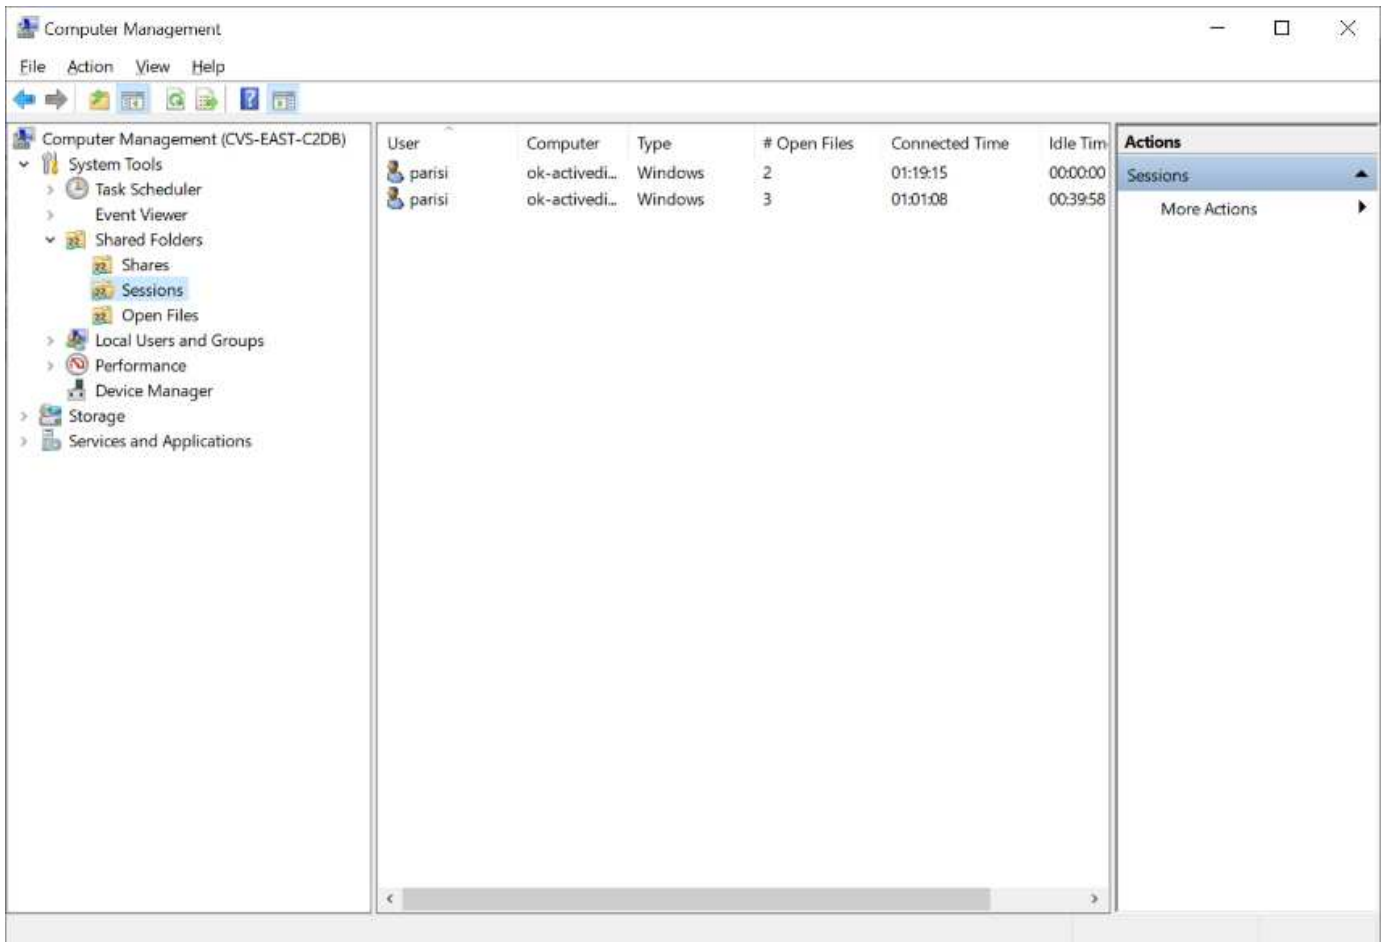 Computer Management
File Action View Help
Computer Management (CVS-EAST-C2DB)
System Tools
Task Scheduler
Event Viewer
Shared Folders
Shares
Sessions
Open Files
Local Users and Groups
Performance
Device Manager
Storage
Services and Applications
User Computer Type # Open Files Connected Time Idle Tim
parisi ok-activedi... Windows 2 01:19:15 00:00:00
parisi ok-activedi... Windows 3 01:01:08 00:39:58
Actions
Sessions
More Actions